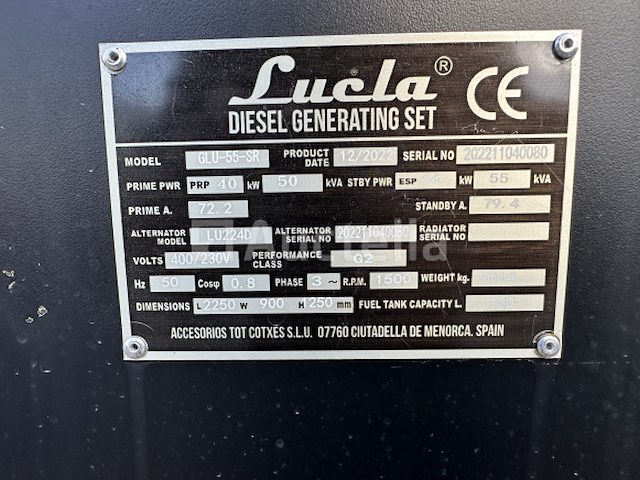 Lucla ® CE
DIESEL GENERATING SET
MODEL GLU-55-SR PRODUCT DATE 12/2022 SERIAL NO 202211040080
PRIME PWR PRP 40 kW 50 kVA STBY PWR ESP kW 55 kVA
PRIME A. 72.2 STANDBY A. 79.4
ALTERNATOR MODEL LU224D ALTERNATOR SERIAL NO 202211040080 RADIATOR SERIAL NO
VOLTS 400/230V PERFORMANCE CLASS G2
Hz 50 Cosφ 0.8 PHASE 3~ R.P.M. 1500 WEIGHT kg.
DIMENSIONS L 2250 W 900 H 250 mm FUEL TANK CAPACITY L.
ACCESORIOS TOT COTXES S.L.U. 07760 CIUTADELLA DE MENORCA. SPAIN